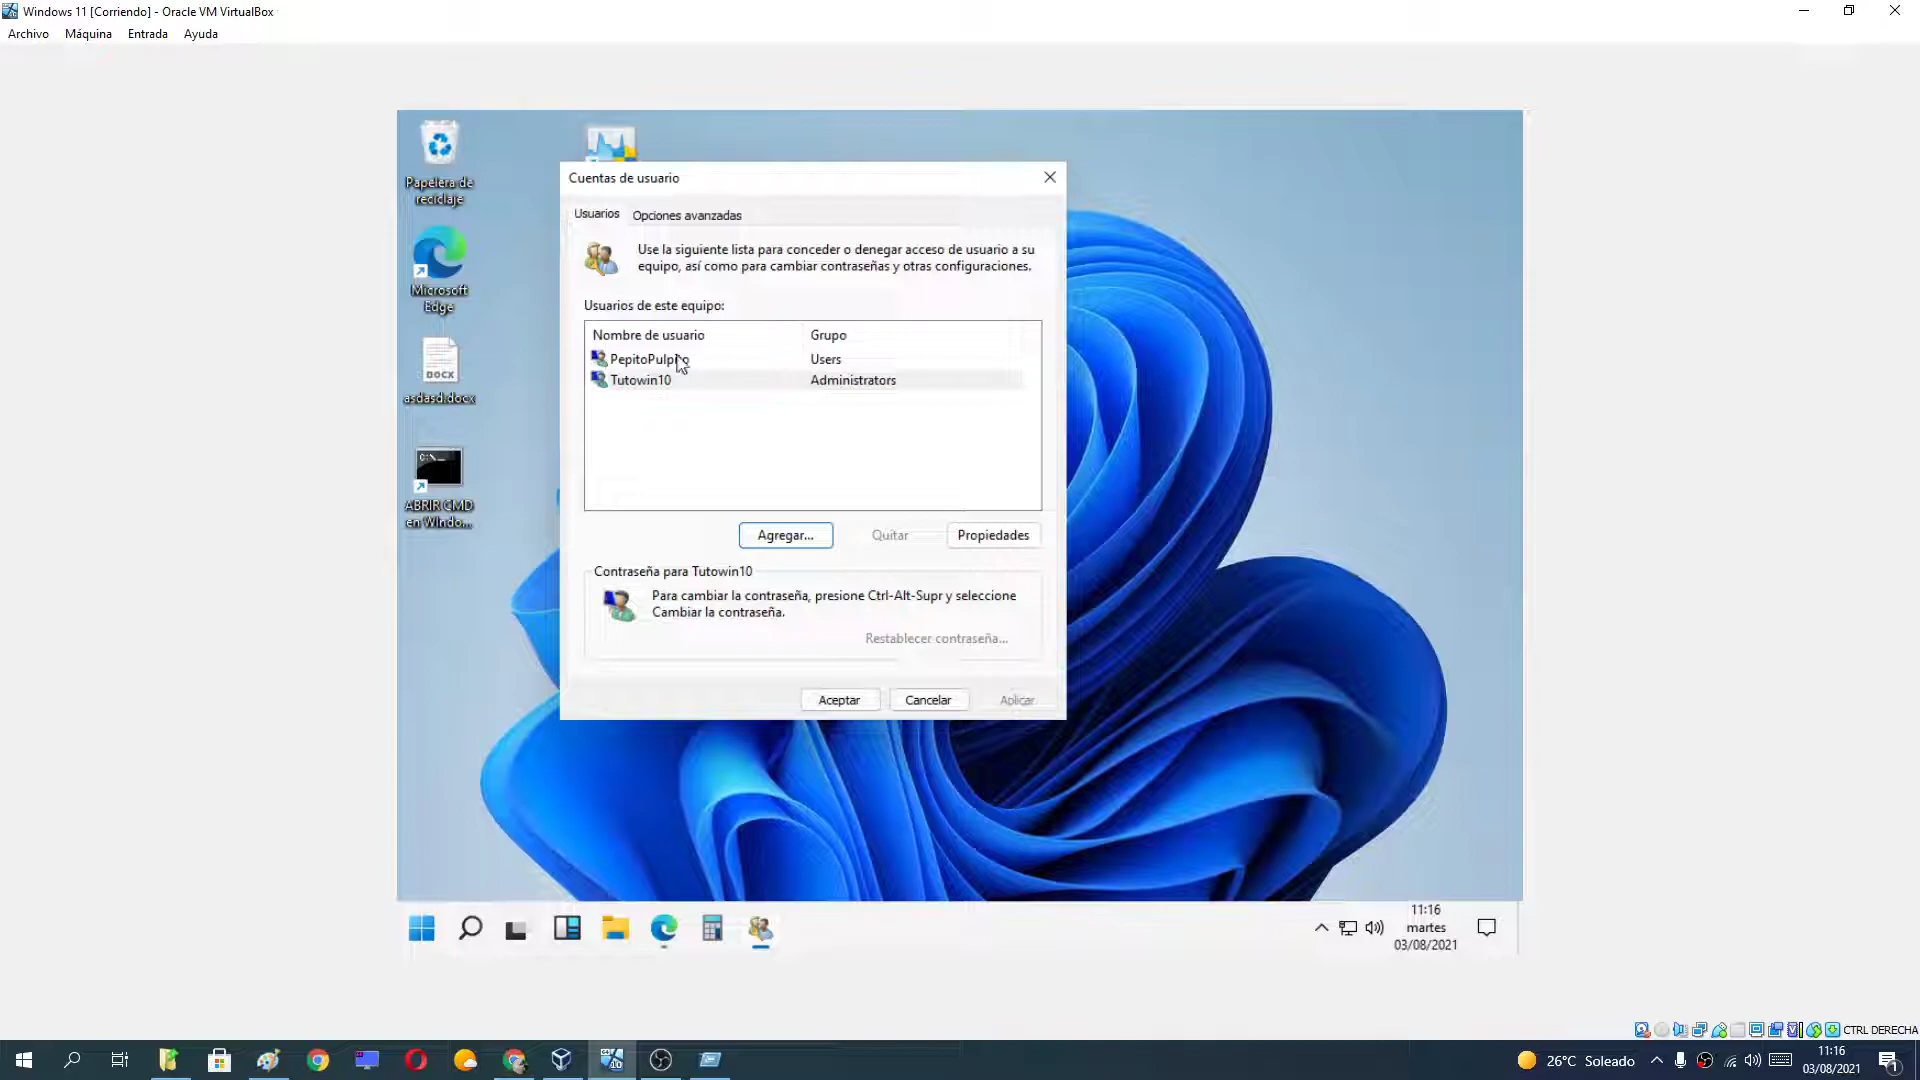 Windows 11 [Corriendo] - Oracle VM VirtualBox
Archivo Máquina Entrada Ayuda
Papelera de
reciclaje
Microsoft
Edge
DOCX
asdasd.docx
C:\_
ABRIR CMD
en WIndo...
Cuentas de usuario
Usuarios Opciones avanzadas
Use la siguiente lista para conceder o denegar acceso de usuario a su
equipo, así como para cambiar contraseñas y otras configuraciones.
Usuarios de este equipo:
Nombre de usuario Grupo
Users
Tutowin10 Administrators
Agregar... Quitar Propiedades
Contraseña para Tutowin10
Para cambiar la contraseña, presione Ctrl-Alt-Supr y seleccione
Cambiar la contraseña.
Restablecer contraseña...
Aceptar Cancelar Aplicar
11:16
martes
03/08/2021
CTRL DERECHA
26°C Soleado
11:16
03/08/2021
1